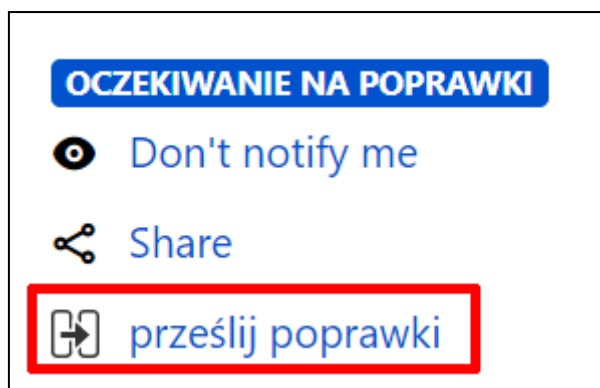 OCZEKIWANIE NA POPRAWKI
Don't notify me
Share
prześlij poprawki